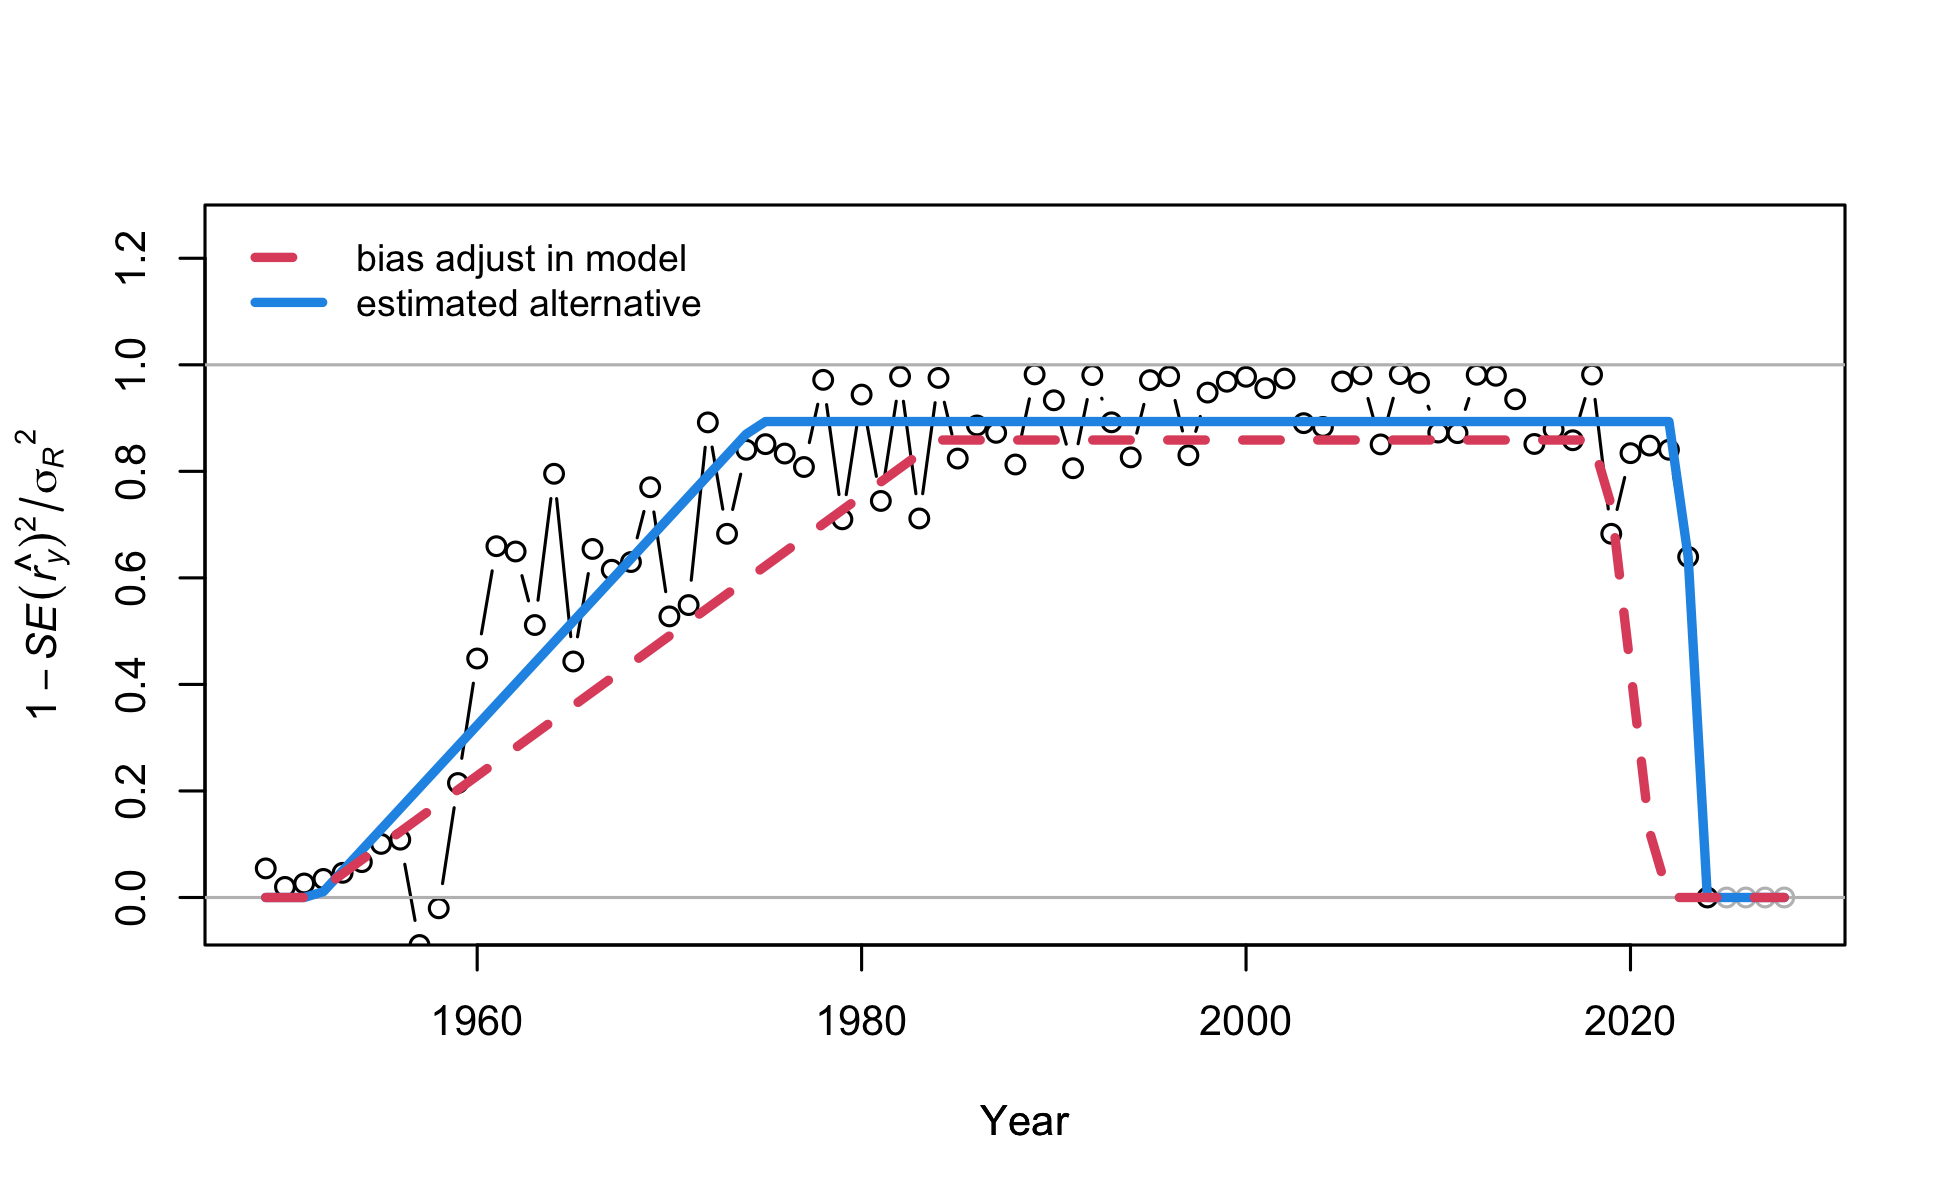 bias adjust in model
estimated alternative
1 − SE(r̂y)²/σR²
1.2
1.0
0.8
0.6
0.4
0.2
0.0
1960 1980 2000 2020
Year